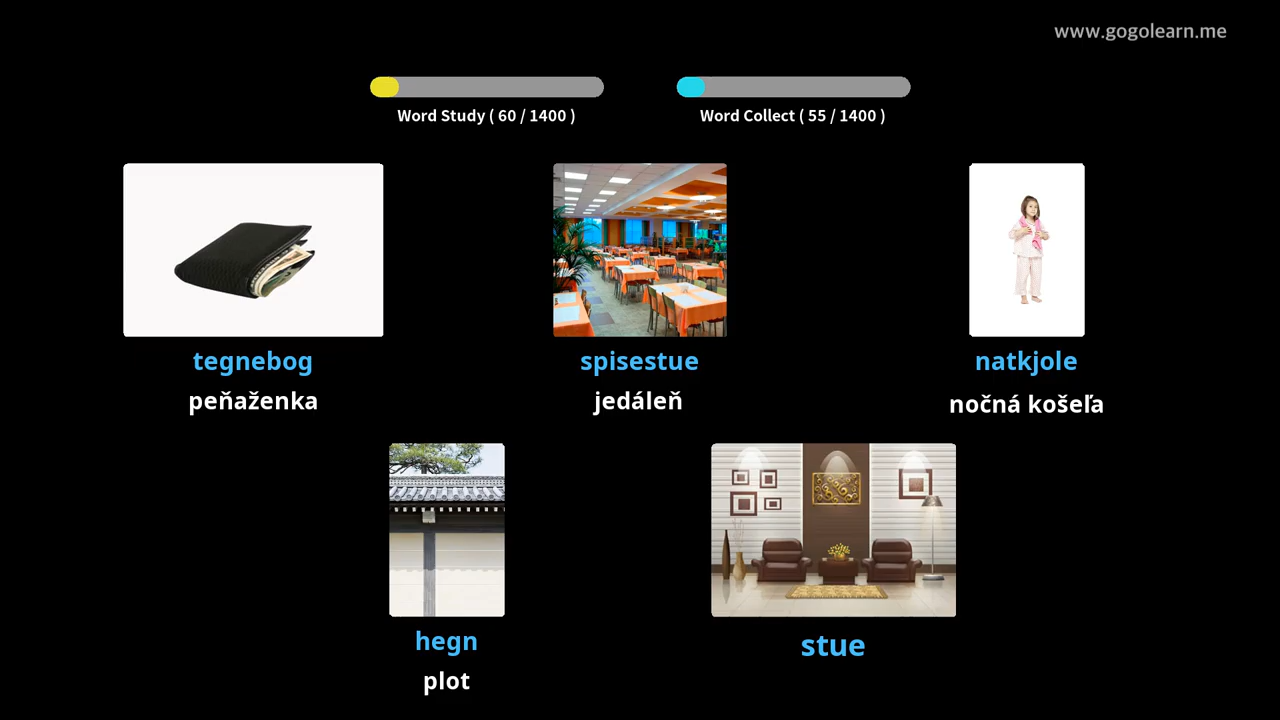 www.gogolearn.me
Word Study ( 60 / 1400 )
Word Collect ( 55 / 1400 )
tegnebog
peňaženka
spisestue
jedáleň
natkjole
nočná košeľa
hegn
plot
stue